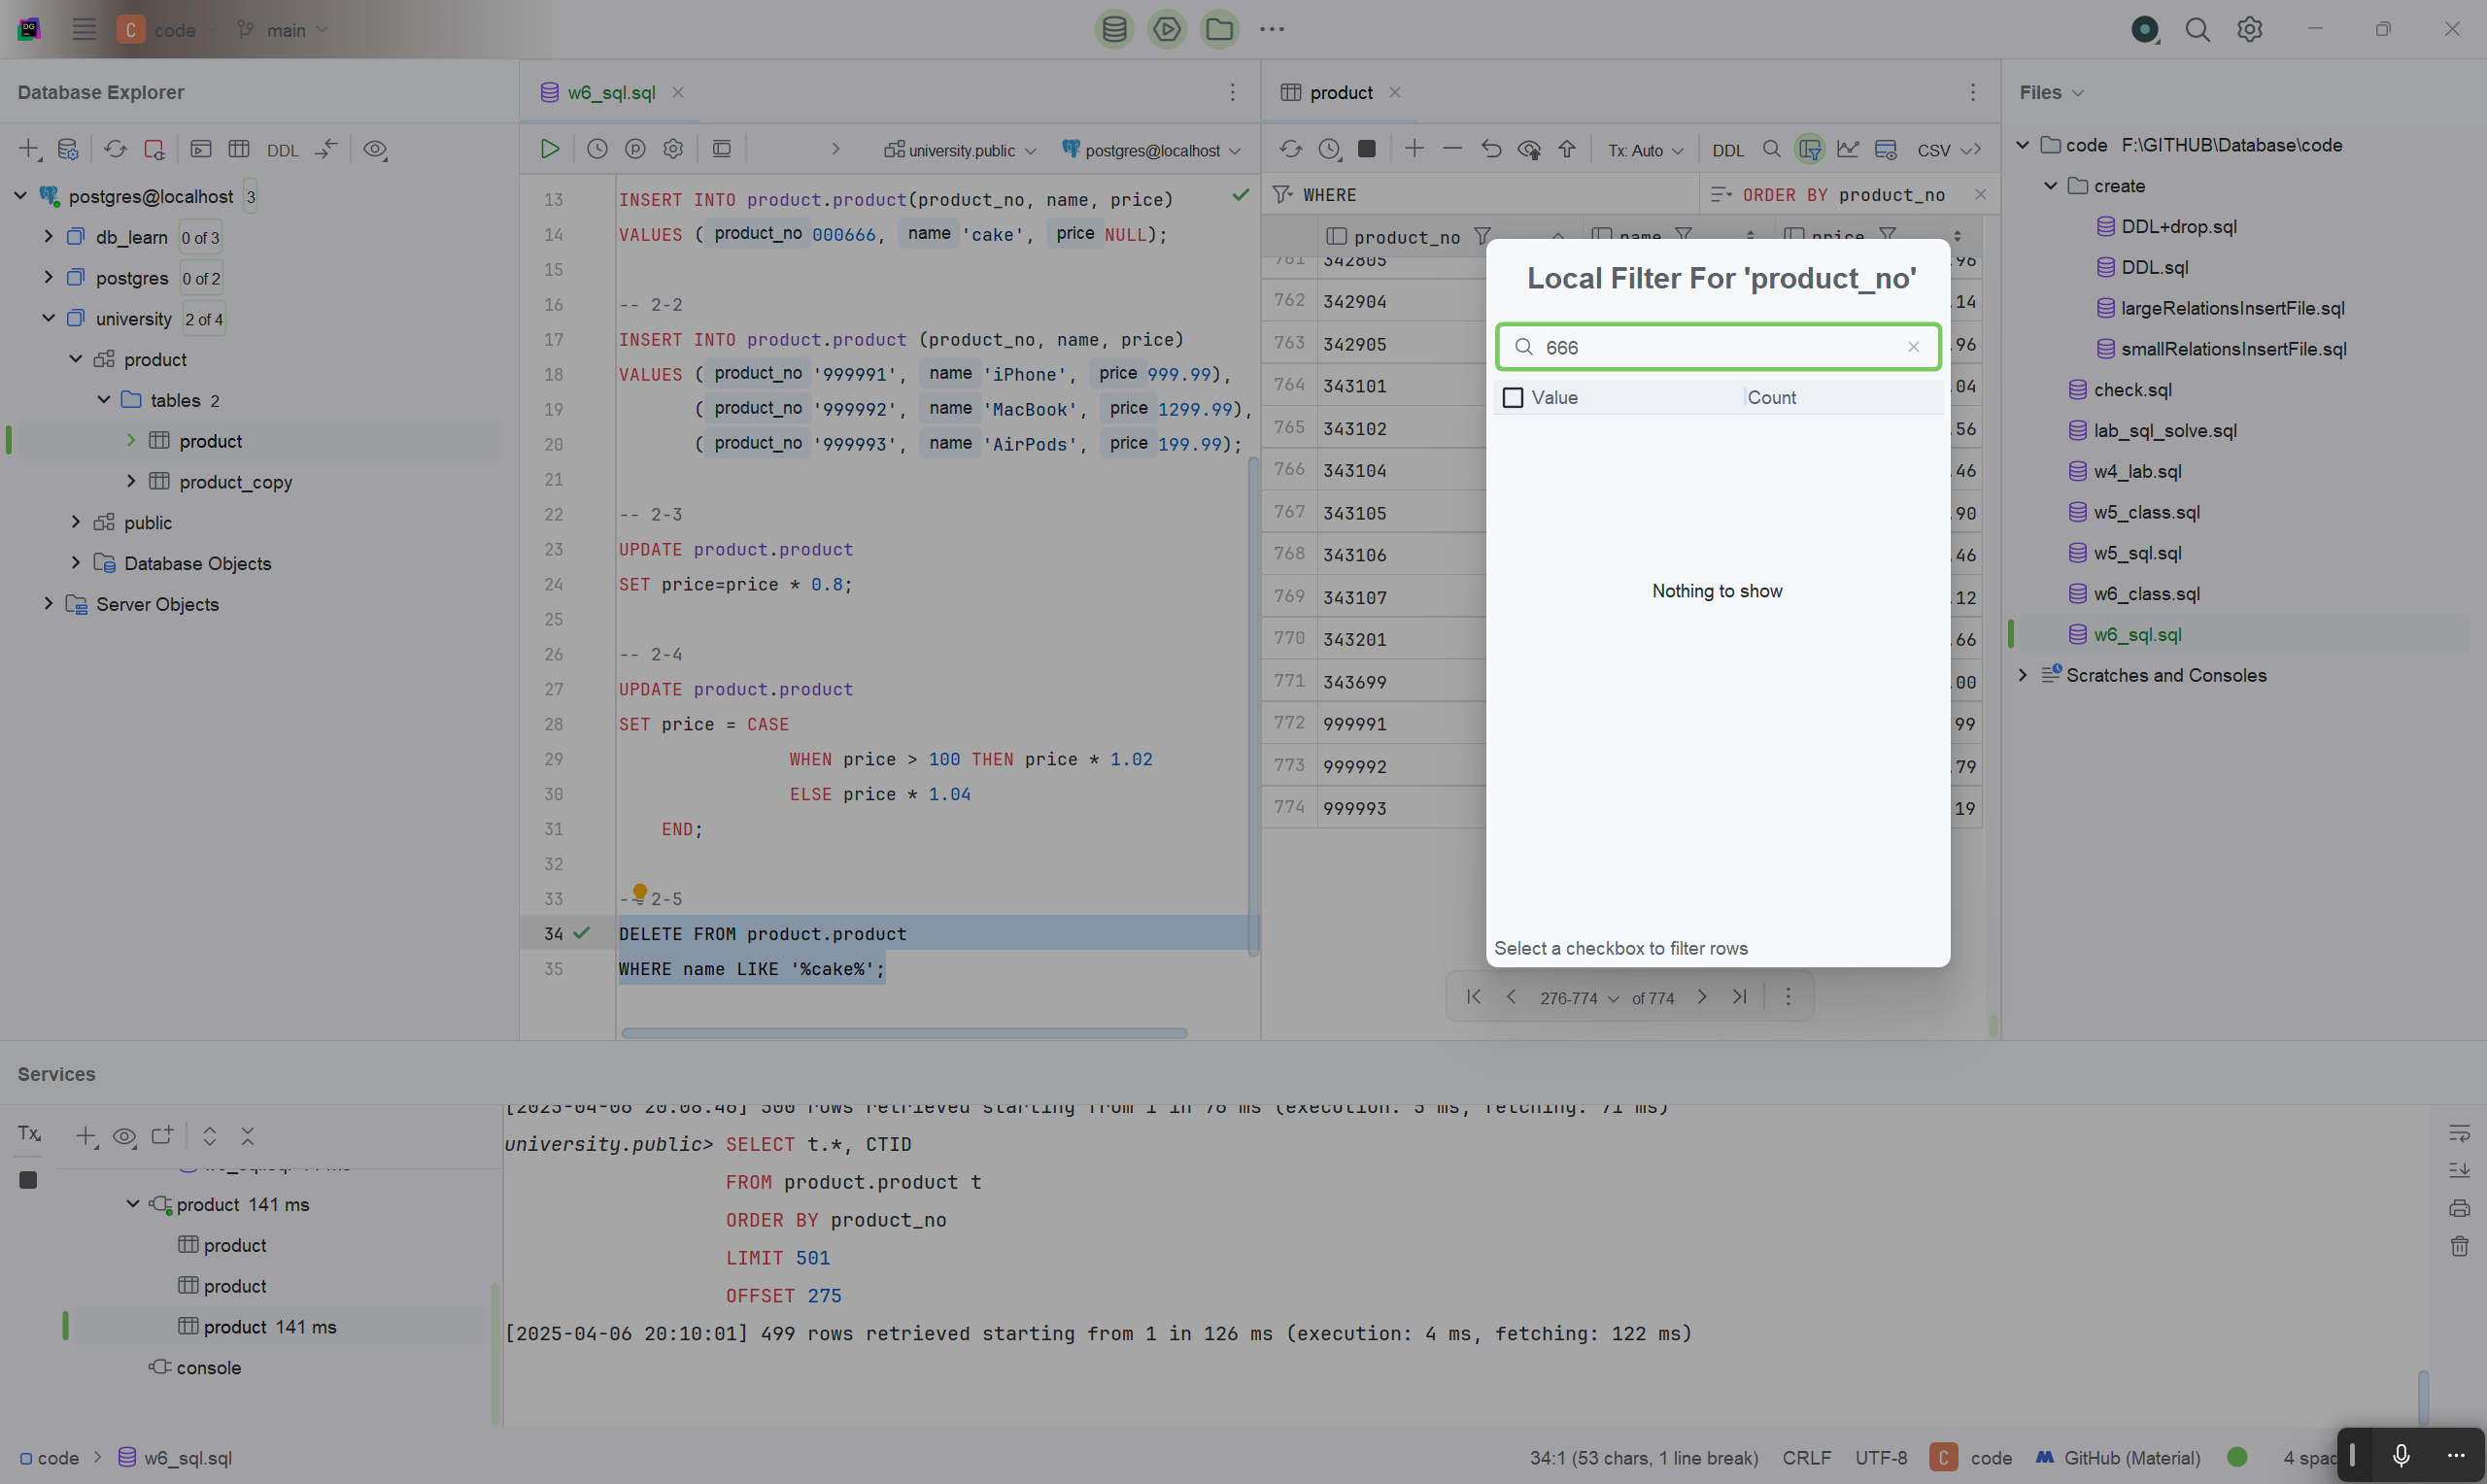 code main
Database Explorer
w6_sql.sql
product
Files
DDL
university.public
postgres@localhost
Tx: Auto
DDL
CSV
WHERE
ORDER BY product_no
postgres@localhost 3
db_learn 0 of 3
postgres 0 of 2
university 2 of 4
product
tables 2
product
product_copy
public
Database Objects
Server Objects
13 INSERT INTO product.product(product_no, name, price)
14 VALUES ( product_no 000666, name 'cake', price NULL);
15
16 -- 2-2
17 INSERT INTO product.product (product_no, name, price)
18 VALUES ( product_no '999991', name 'iPhone', price 999.99),
19 ( product_no '999992', name 'MacBook', price 1299.99),
20 ( product_no '999993', name 'AirPods', price 199.99);
21
22 -- 2-3
23 UPDATE product.product
24 SET price=price * 0.8;
25
26 -- 2-4
27 UPDATE product.product
28 SET price = CASE
29 WHEN price > 100 THEN price * 1.02
30 ELSE price * 1.04
31 END;
32
33 -- 2-5
34 DELETE FROM product.product
35 WHERE name LIKE '%cake%';
product_no name price
761 342805 96
762 342904 .14
763 342905 .96
764 343101 .04
765 343102 .56
766 343104 .46
767 343105 .90
768 343106 .46
769 343107 .12
770 343201 .66
771 343699 .00
772 999991 99
773 999992 .79
774 999993 19
Local Filter For 'product_no'
666
Value Count
Nothing to show
Select a checkbox to filter rows
276-774 of 774
code F:\GITHUB\Database\code
create
DDL+drop.sql
DDL.sql
largeRelationsInsertFile.sql
smallRelationsInsertFile.sql
check.sql
lab_sql_solve.sql
w4_lab.sql
w5_class.sql
w5_sql.sql
w6_class.sql
w6_sql.sql
Scratches and Consoles
Services
Tx
product 141 ms
product
product
product 141 ms
console
[2025-04-06 20:08:46] 500 rows retrieved starting from 1 in 76 ms (execution: 5 ms, fetching: 71 ms)
university.public> SELECT t.*, CTID
FROM product.product t
ORDER BY product_no
LIMIT 501
OFFSET 275
[2025-04-06 20:10:01] 499 rows retrieved starting from 1 in 126 ms (execution: 4 ms, fetching: 122 ms)
code > w6_sql.sql
34:1 (53 chars, 1 line break) CRLF UTF-8 C code GitHub (Material) 4 spac